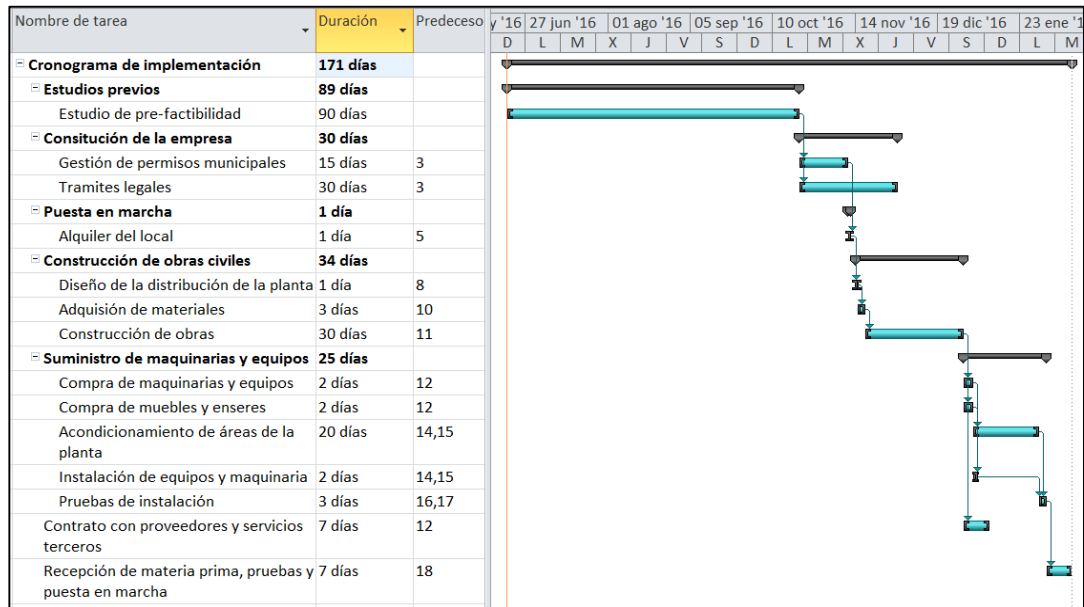 Nombre de tarea Duración Predeceso y '16 27 jun '16 01 ago '16 05 sep '16 10 oct '16 14 nov '16 19 dic '16 23 ene '1
D L M X J V S D L M X J V S D L M
Cronograma de implementación 171 días
Estudios previos 89 días
Estudio de pre-factibilidad 90 días
Consitución de la empresa 30 días
Gestión de permisos municipales 15 días 3
Tramites legales 30 días 3
Puesta en marcha 1 día
Alquiler del local 1 día 5
Construcción de obras civiles 34 días
Diseño de la distribución de la planta 1 día 8
Adquisión de materiales 3 días 10
Construcción de obras 30 días 11
Suministro de maquinarias y equipos 25 días
Compra de maquinarias y equipos 2 días 12
Compra de muebles y enseres 2 días 12
Acondicionamiento de áreas de la 20 días 14,15
planta
Instalación de equipos y maquinaria 2 días 14,15
Pruebas de instalación 3 días 16,17
Contrato con proveedores y servicios 7 días 12
terceros
Recepción de materia prima, pruebas y 7 días 18
puesta en marcha